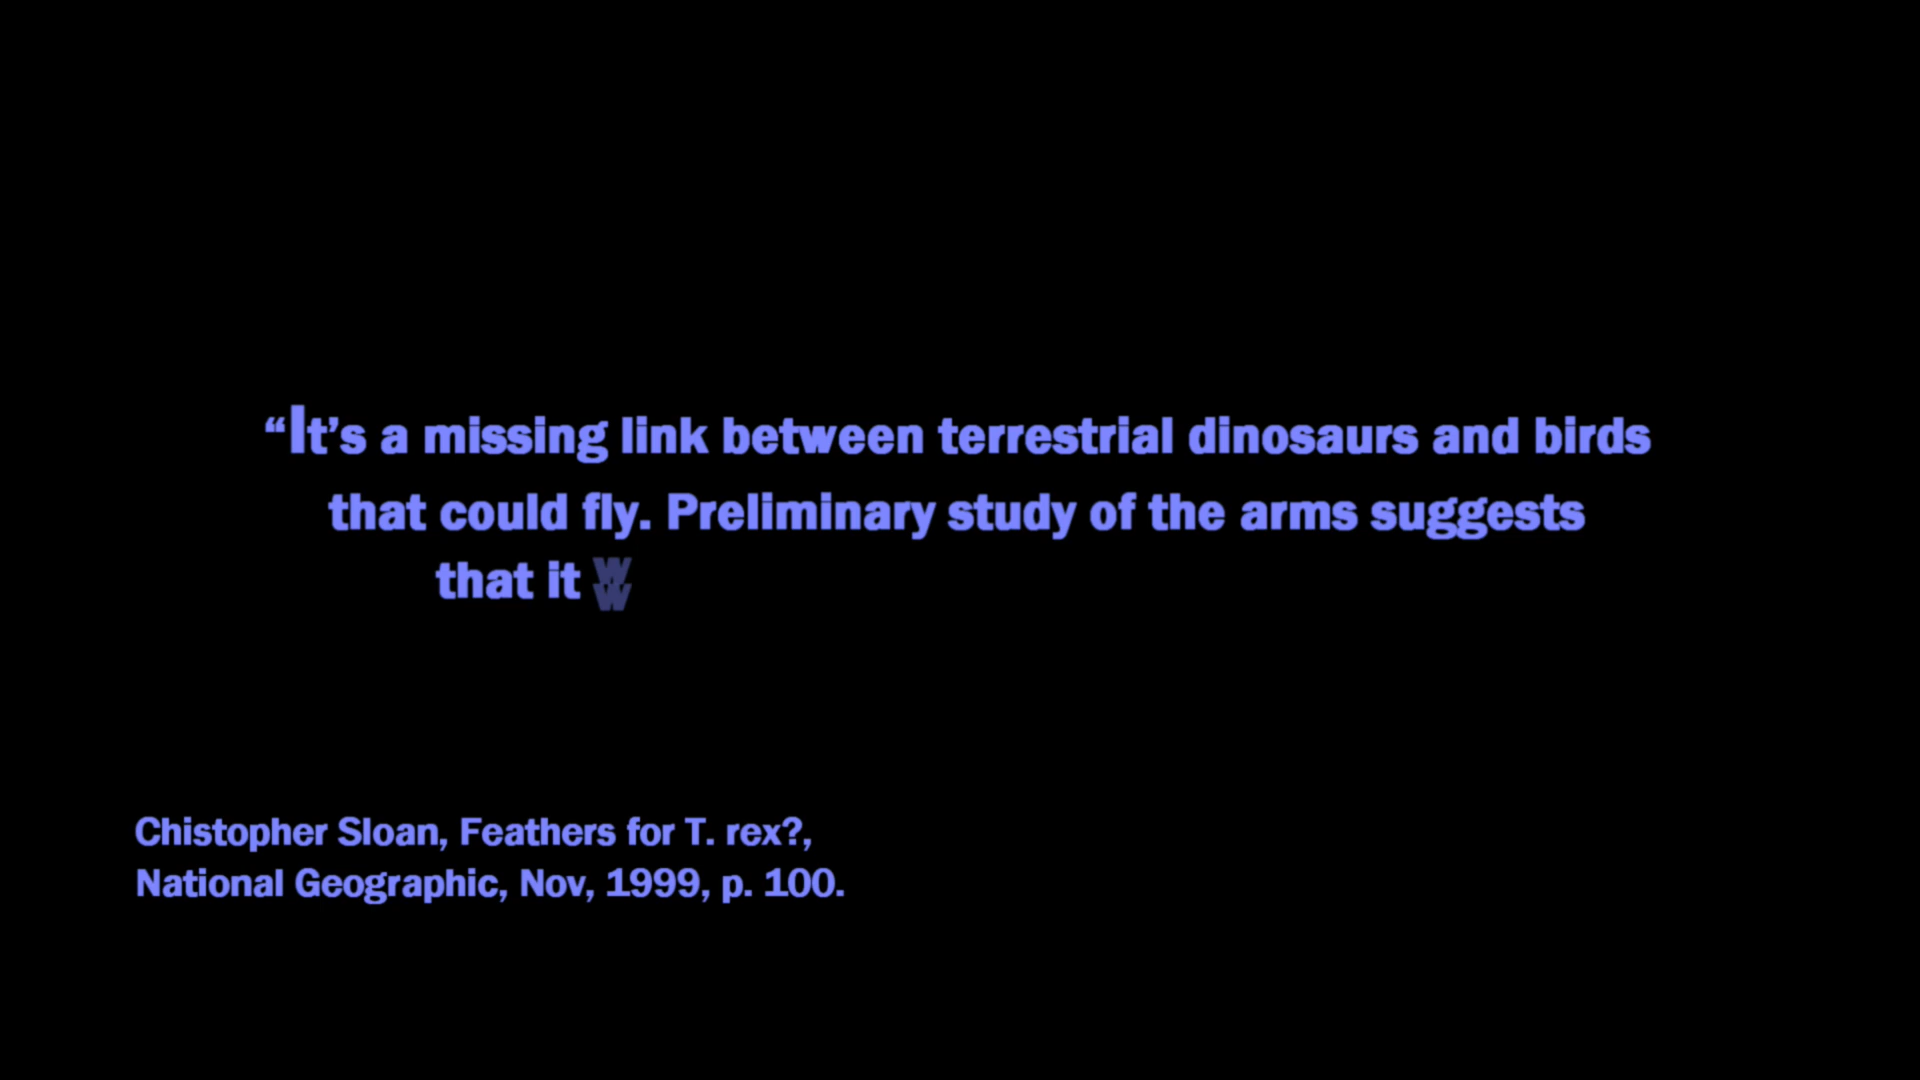 “It’s a missing link between terrestrial dinosaurs and birds
that could fly. Preliminary study of the arms suggests
that it
Chistopher Sloan, Feathers for T. rex?,
National Geographic, Nov, 1999, p. 100.